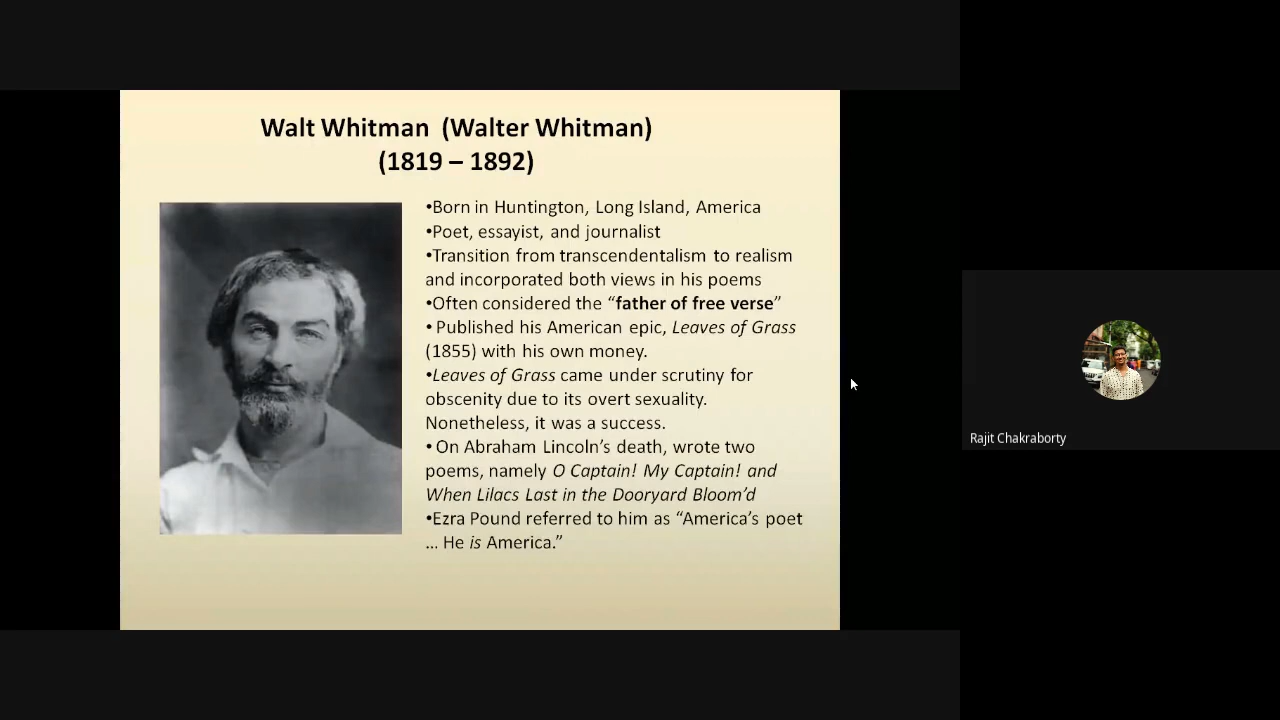 Walt Whitman (Walter Whitman)
(1819 – 1892)
•Born in Huntington, Long Island, America
•Poet, essayist, and journalist
•Transition from transcendentalism to realism
and incorporated both views in his poems
•Often considered the “father of free verse”
• Published his American epic, Leaves of Grass
(1855) with his own money.
•Leaves of Grass came under scrutiny for
obscenity due to its overt sexuality.
Nonetheless, it was a success.
• On Abraham Lincoln’s death, wrote two
poems, namely O Captain! My Captain! and
When Lilacs Last in the Dooryard Bloom’d
•Ezra Pound referred to him as “America’s poet
… He is America.”
Rajit Chakraborty